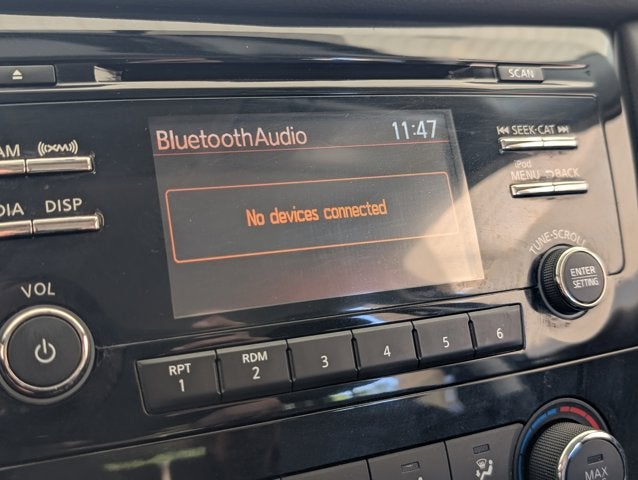 SCAN
BluetoothAudio 11:47
No devices connected
AM ((XM))
DISP
VOL
SEEK-CAT
iPod
MENU BACK
TUNE-SCROLL
ENTER
SETTING
RPT
1
RDM
2
3
4
5
6
MAX